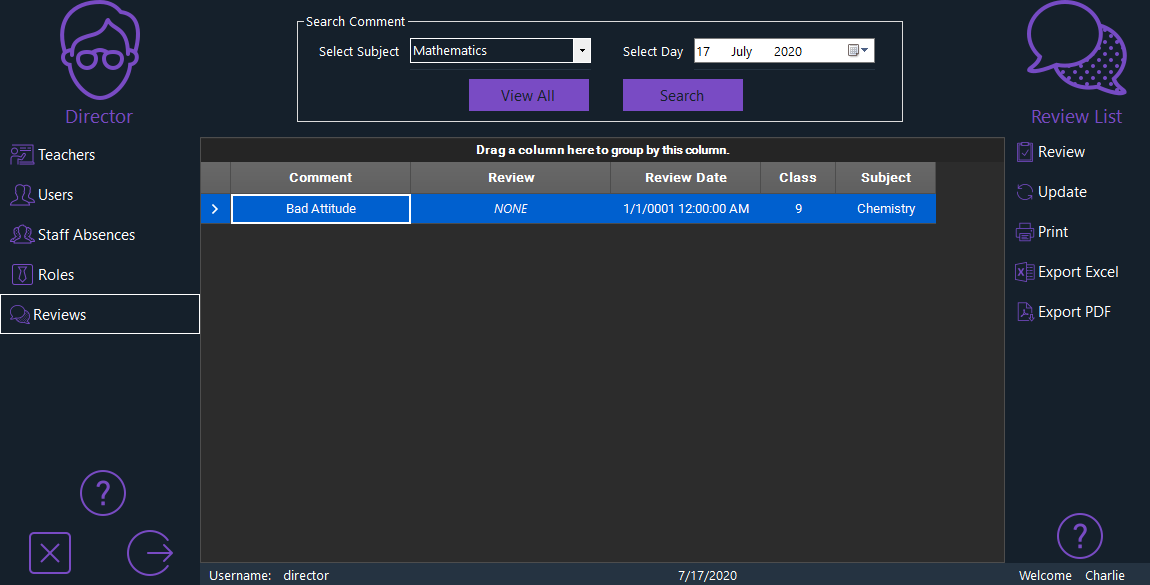 Search Comment
Select Subject Mathematics Select Day 17 July 2020
View All Search
Director
Teachers
Users
Staff Absences
Roles
Reviews
Drag a column here to group by this column.
Comment Review Review Date Class Subject
Bad Attitude NONE 1/1/0001 12:00:00 AM 9 Chemistry
Review List
Review
Update
Print
Export Excel
Export PDF
?
?
Username: director 7/17/2020 Welcome Charlie